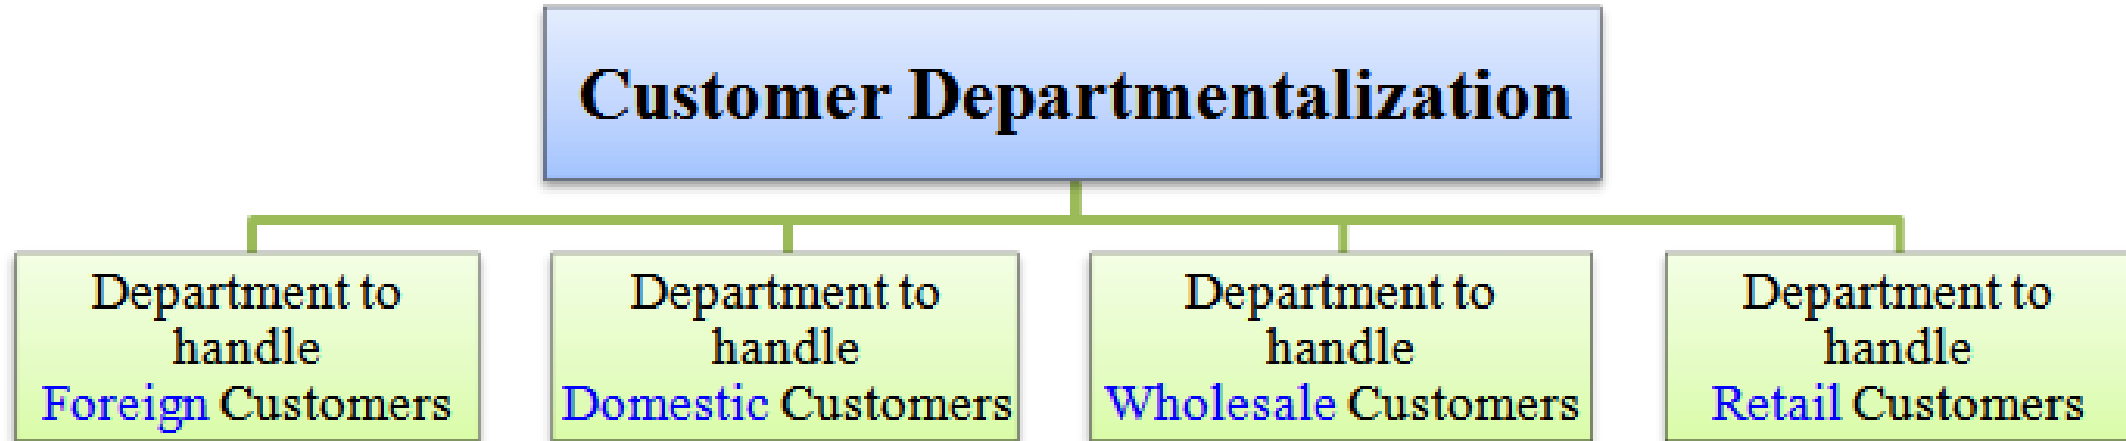 Customer Departmentalization
Department to
handle
Foreign Customers
Department to
handle
Domestic Customers
Department to
handle
Wholesale Customers
Department to
handle
Retail Customers